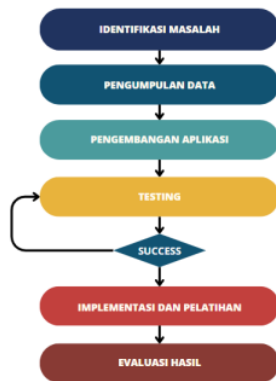 IDENTIFIKASI MASALAH
PENGUMPULAN DATA
PENGEMBANGAN APLIKASI
TESTING
SUCCESS
IMPLEMENTASI DAN PELATIHAN
EVALUASI HASIL